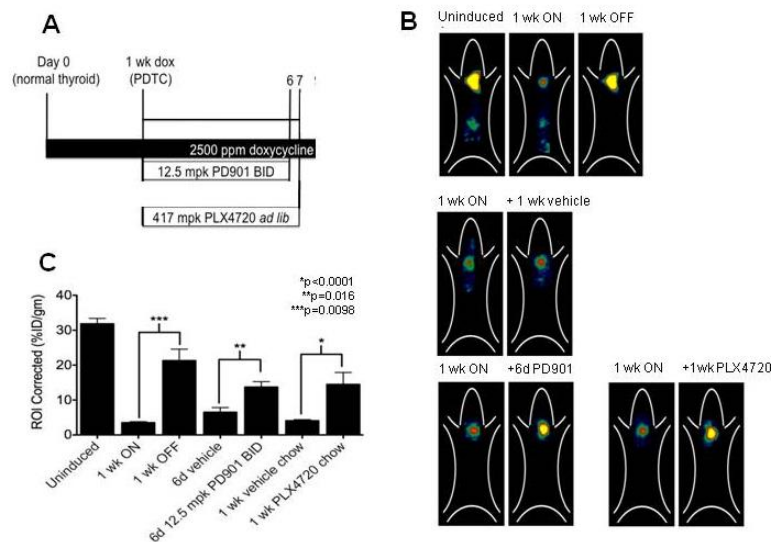 A
Day 0
(normal thyroid)
1 wk dox
(PDTC)
6 7
2500 ppm doxycycline
12.5 mpk PD901 BID
417 mpk PLX4720 ad lib
B
Uninduced 1 wk ON 1 wk OFF
1 wk ON + 1 wk vehicle
1 wk ON +6d PD901 1 wk ON +1wk PLX4720
C
*p<0.0001
**p=0.016
***p=0.0098
ROI Corrected (%ID/gm)
40
30
20
10
0
*** ** *
Uninduced
1 wk ON
1 wk OFF
6d vehicle
6d 12.5 mpk PD901 BID
1 wk vehicle chow
1 wk PLX4720 chow